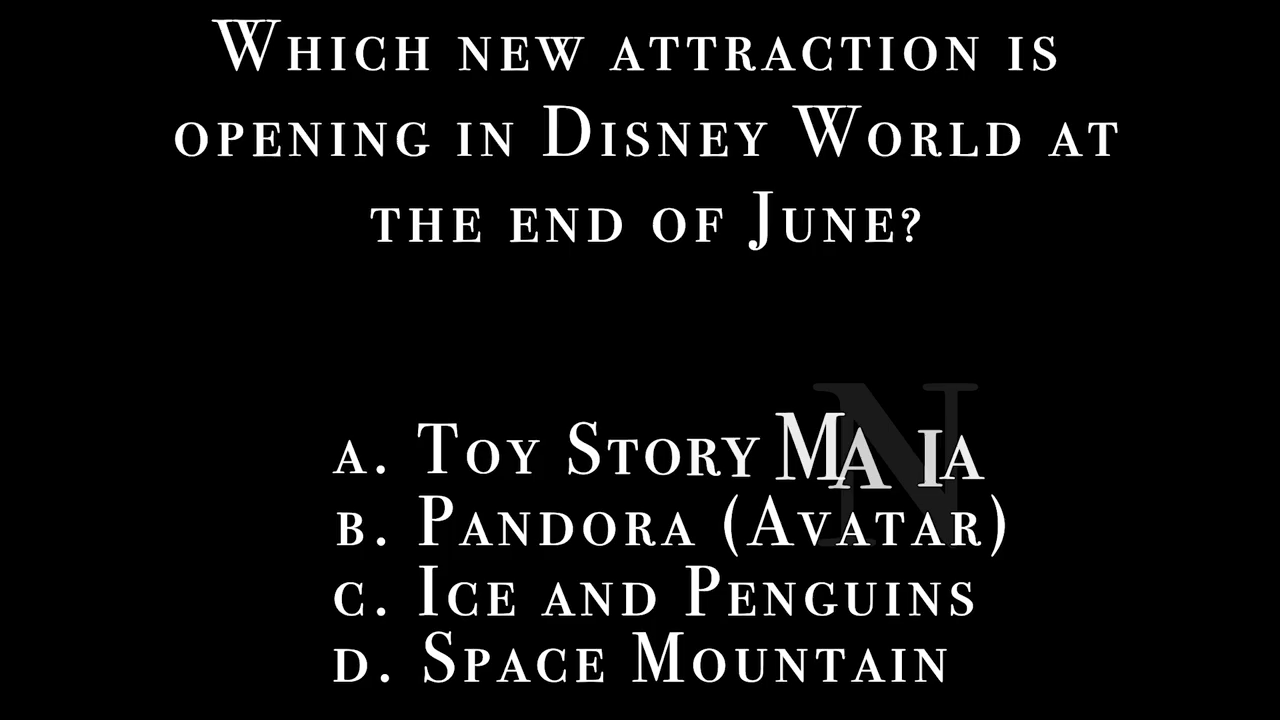 Which new attraction is
opening in Disney World at
the end of June?
a. Toy Story Mania
b. Pandora (Avatar)
c. Ice and Penguins
d. Space Mountain